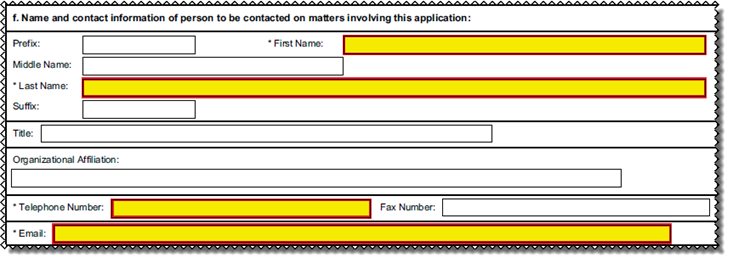 f. Name and contact information of person to be contacted on matters involving this application:
Prefix: * First Name:
Middle Name:
* Last Name:
Suffix:
Title:
Organizational Affiliation:
* Telephone Number: Fax Number:
* Email: